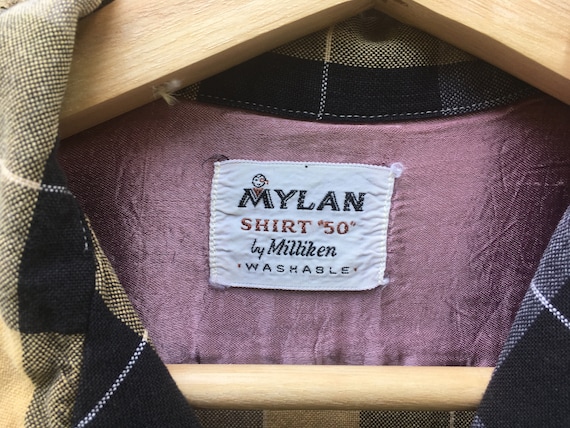 MYLAN
SHIRT "50"
by Milliken
• WASHABLE •